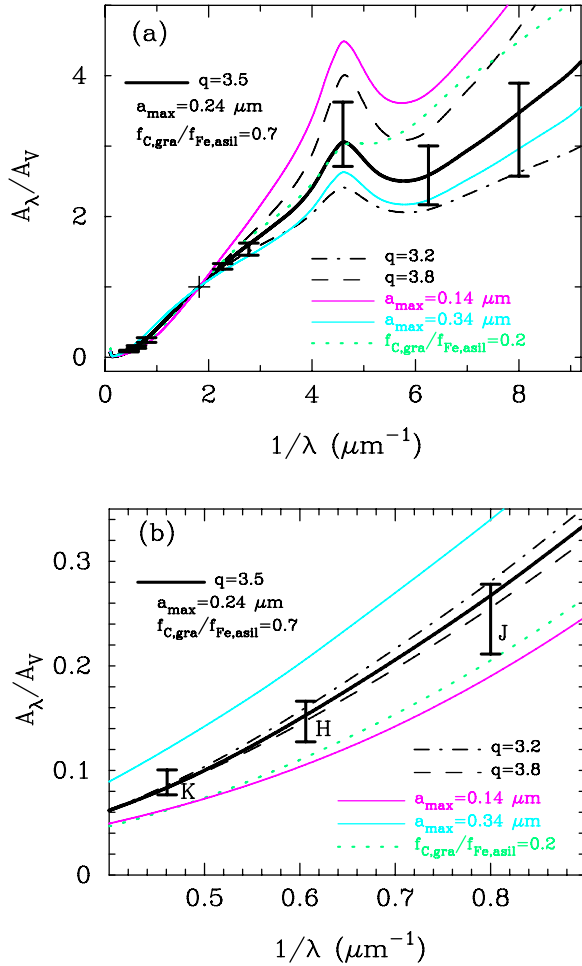 (a)
q=3.5
a_max=0.24 μm
f_C,gra/f_Fe,asil=0.7
4
2
0
A_λ/A_V
q=3.2
q=3.8
a_max=0.14 μm
a_max=0.34 μm
f_C,gra/f_Fe,asil=0.2
0 2 4 6 8
1/λ (μm⁻¹)
(b)
q=3.5
a_max=0.24 μm
f_C,gra/f_Fe,asil=0.7
0.3
0.2
0.1
0
A_λ/A_V
J
H
K
q=3.2
q=3.8
a_max=0.14 μm
a_max=0.34 μm
f_C,gra/f_Fe,asil=0.2
0.5 0.6 0.7 0.8
1/λ (μm⁻¹)